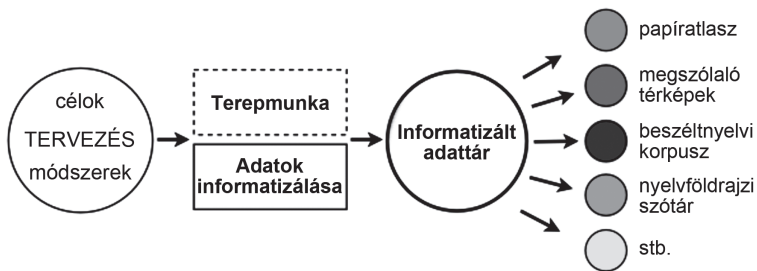 célok
TERVEZÉS
módszerek
Terepmunka
Adatok
informatizálása
Informatizált
adattár
papíratlasz
megszólaló
térképek
beszéltnyelvi
korpusz
nyelvföldrajzi
szótár
stb.